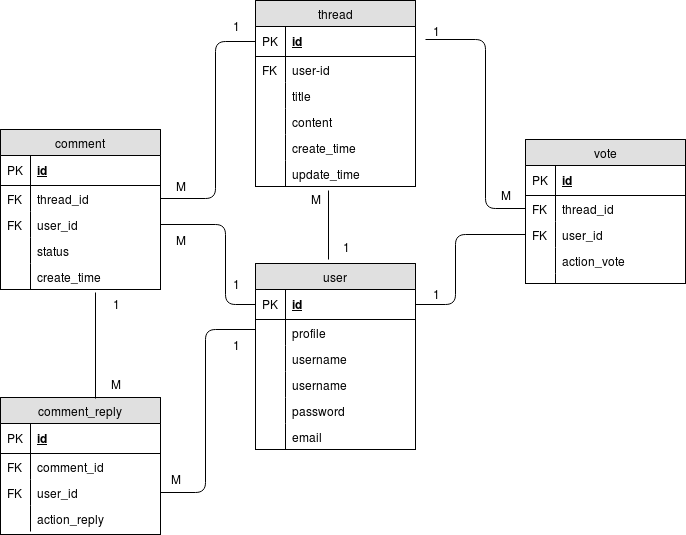 thread
PK id
FK user-id
title
content
create_time
update_time
1
1
comment
PK id
FK thread_id
FK user_id
status
create_time
M
M
1
vote
PK id
FK thread_id
FK user_id
action_vote
M
1
M
1
user
PK id
profile
username
username
password
email
1
1
M
comment_reply
PK id
FK comment_id
FK user_id
action_reply
M